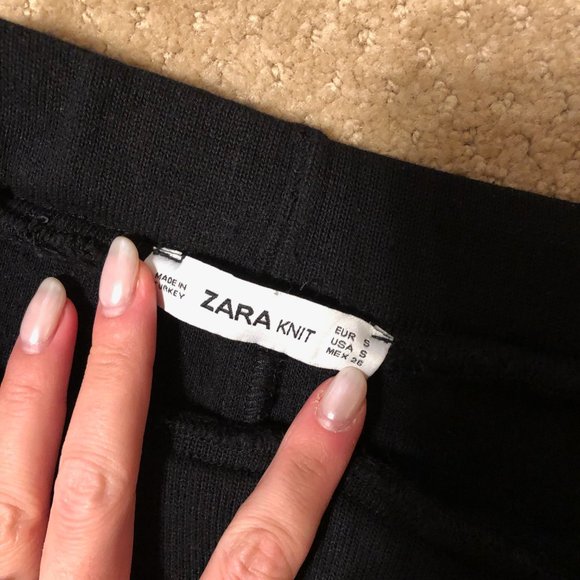 MADE IN
TURKEY
ZARA KNIT
EUR S
USA S
MEX 26